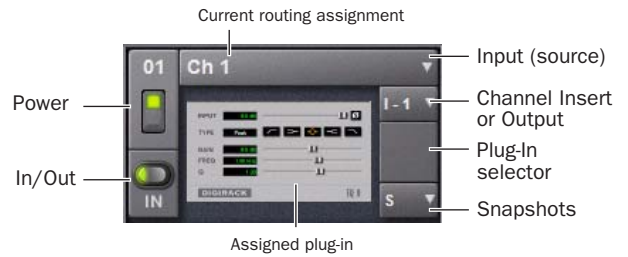 Current routing assignment
01 Ch 1
Input (source)
I - 1
Channel Insert
or Output
Power
INPUT
TYPE Peak
Plug-In
selector
GAIN
FREQ
Q
In/Out
IN
DIGIRACK
S
Snapshots
Assigned plug-in